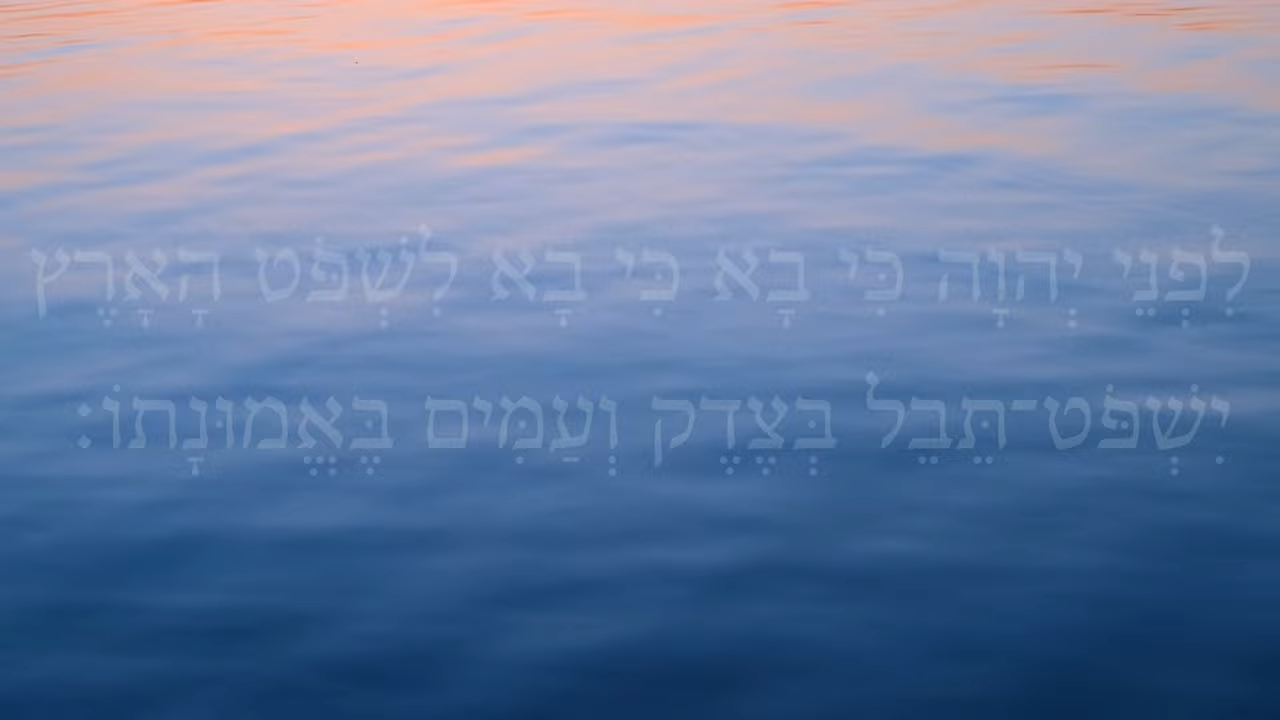 לִפְנֵי יְהוָה כִּי בָא כִּי בָא לִשְׁפֹּט הָאָרֶץ
יִשְׁפֹּט־תֵּבֵל בְּצֶדֶק וְעַמִּים בֶּאֱמוּנָתוֹ׃